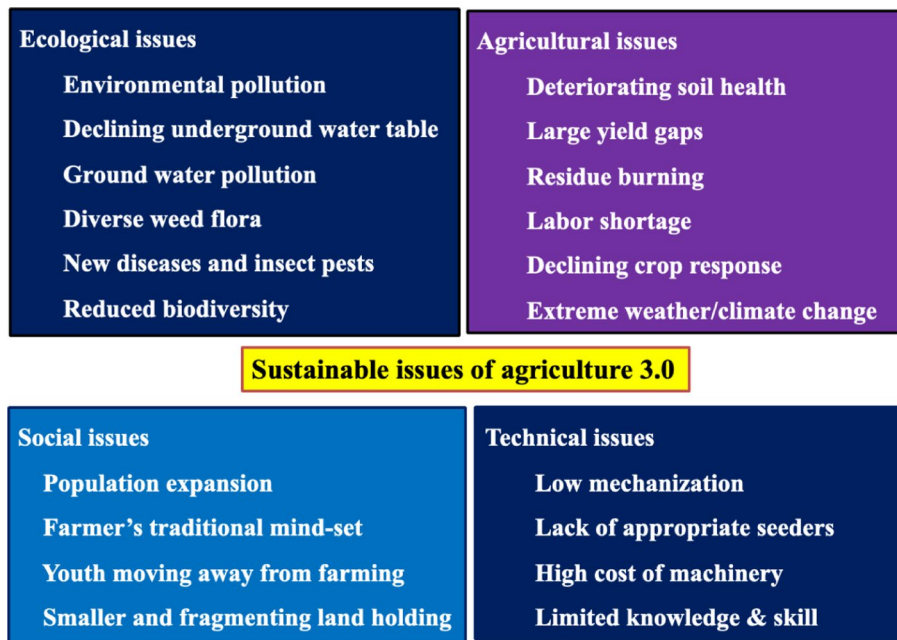 Ecological issues
Environmental pollution
Declining underground water table
Ground water pollution
Diverse weed flora
New diseases and insect pests
Reduced biodiversity
Agricultural issues
Deteriorating soil health
Large yield gaps
Residue burning
Labor shortage
Declining crop response
Extreme weather/climate change
Sustainable issues of agriculture 3.0
Social issues
Population expansion
Farmer’s traditional mind-set
Youth moving away from farming
Smaller and fragmenting land holding
Technical issues
Low mechanization
Lack of appropriate seeders
High cost of machinery
Limited knowledge & skill